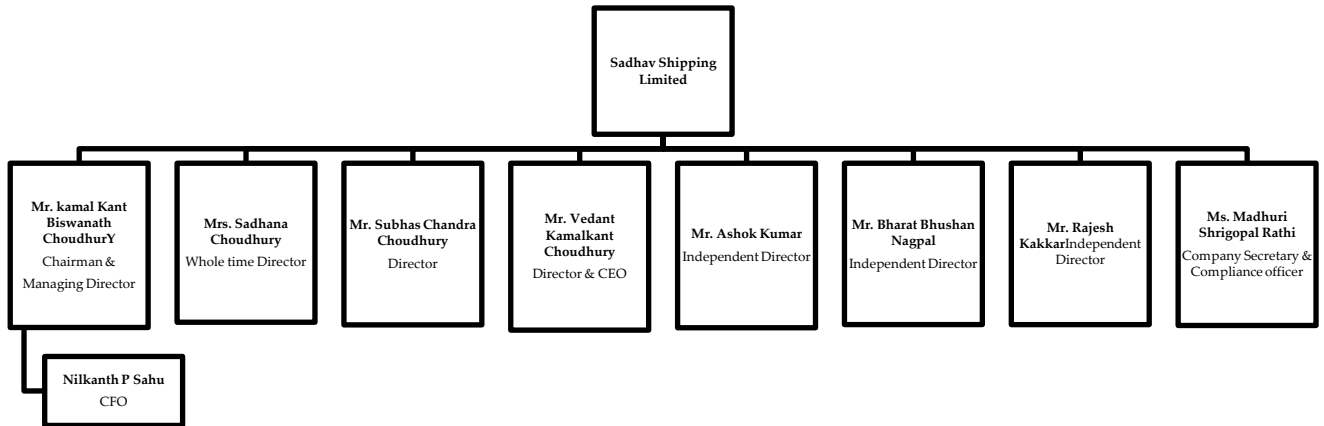 Sadhav Shipping
Limited
Mr. kamal Kant
Biswanath
ChoudhurY
Chairman &
Managing Director
Mrs. Sadhana
Choudhury
Whole time Director
Mr. Subhas Chandra
Choudhury
Director
Mr. Vedant
Kamalkant
Choudhury
Director & CEO
Mr. Ashok Kumar
Independent Director
Mr. Bharat Bhushan
Nagpal
Independent Director
Mr. Rajesh
KakkarIndependent
Director
Ms. Madhuri
Shrigopal Rathi
Company Secretary &
Compliance officer
Nilkanth P Sahu
CFO